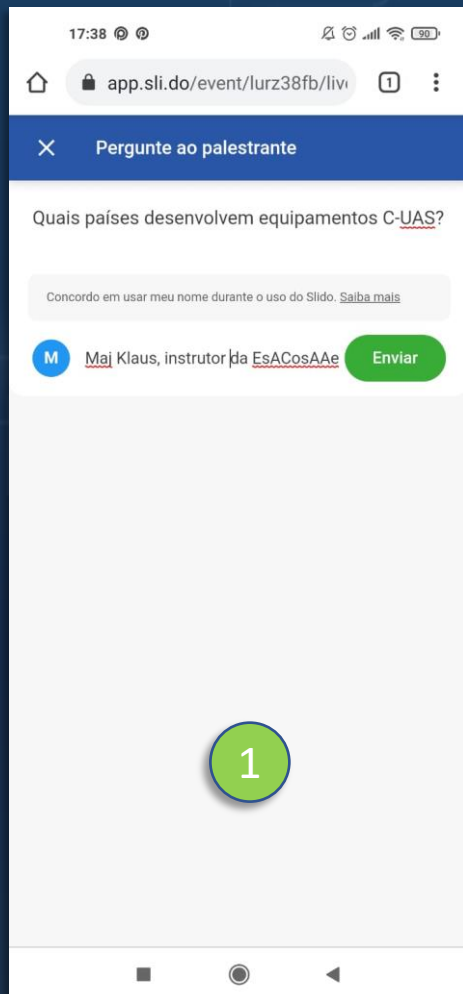 17:38
90
app.sli.do/event/lurz38fb/liv
1
Pergunte ao palestrante
Quais países desenvolvem equipamentos C-UAS?
Concordo em usar meu nome durante o uso do Slido. Saiba mais
M
Maj Klaus, instrutor da EsACosAAe
Enviar
1